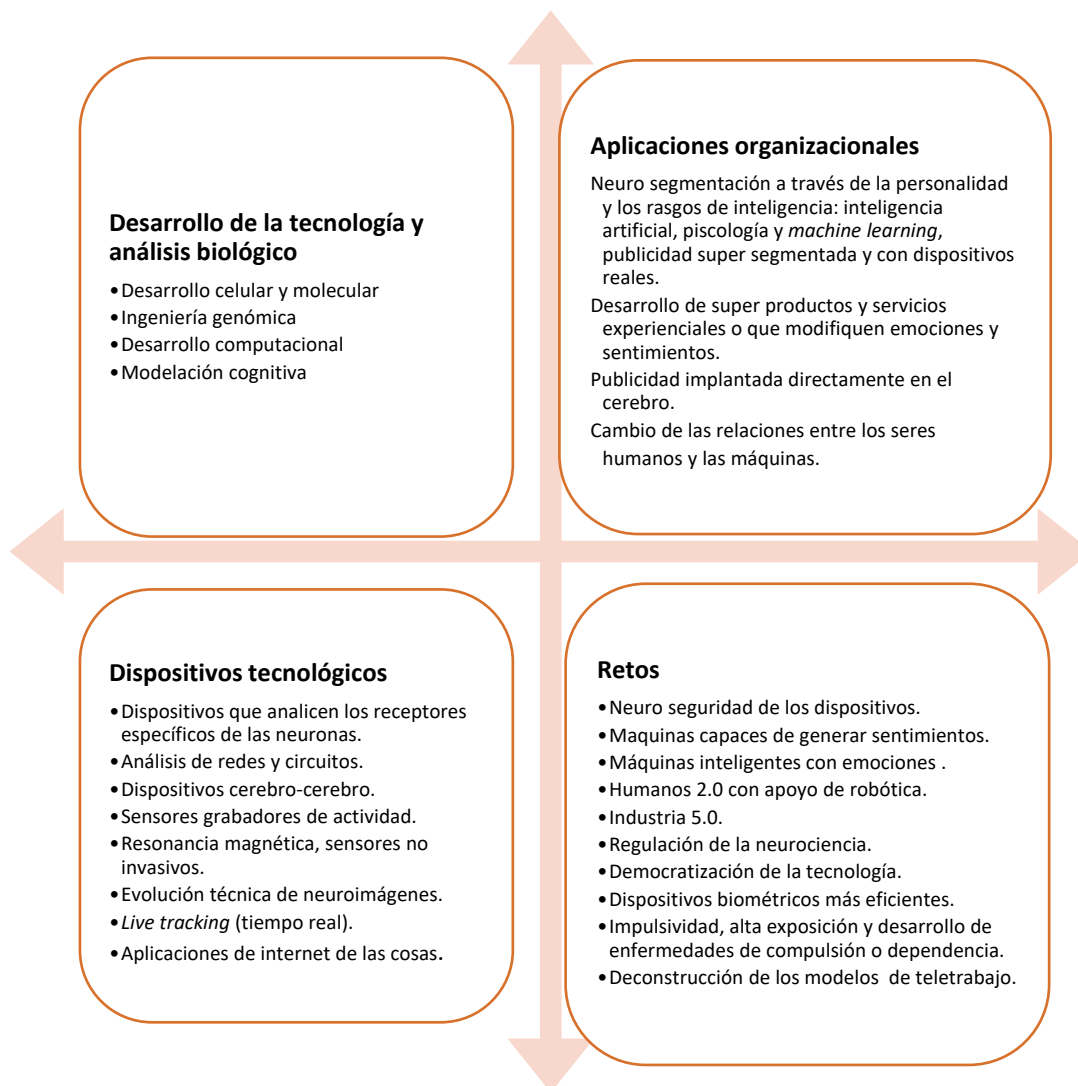 Desarrollo de la tecnología y
análisis biológico
•Desarrollo celular y molecular
•Ingeniería genómica
•Desarrollo computacional
•Modelación cognitiva
Aplicaciones organizacionales
Neuro segmentación a través de la personalidad
y los rasgos de inteligencia: inteligencia
artificial, piscología y machine learning,
publicidad super segmentada y con dispositivos
reales.
Desarrollo de super productos y servicios
experienciales o que modifiquen emociones y
sentimientos.
Publicidad implantada directamente en el
cerebro.
Cambio de las relaciones entre los seres
humanos y las máquinas.
Dispositivos tecnológicos
•Dispositivos que analicen los receptores
específicos de las neuronas.
•Análisis de redes y circuitos.
•Dispositivos cerebro-cerebro.
•Sensores grabadores de actividad.
•Resonancia magnética, sensores no
invasivos.
•Evolución técnica de neuroimágenes.
•Live tracking (tiempo real).
•Aplicaciones de internet de las cosas.
Retos
•Neuro seguridad de los dispositivos.
•Maquinas capaces de generar sentimientos.
•Máquinas inteligentes con emociones .
•Humanos 2.0 con apoyo de robótica.
•Industria 5.0.
•Regulación de la neurociencia.
•Democratización de la tecnología.
•Dispositivos biométricos más eficientes.
•Impulsividad, alta exposición y desarrollo de
enfermedades de compulsión o dependencia.
•Deconstrucción de los modelos de teletrabajo.